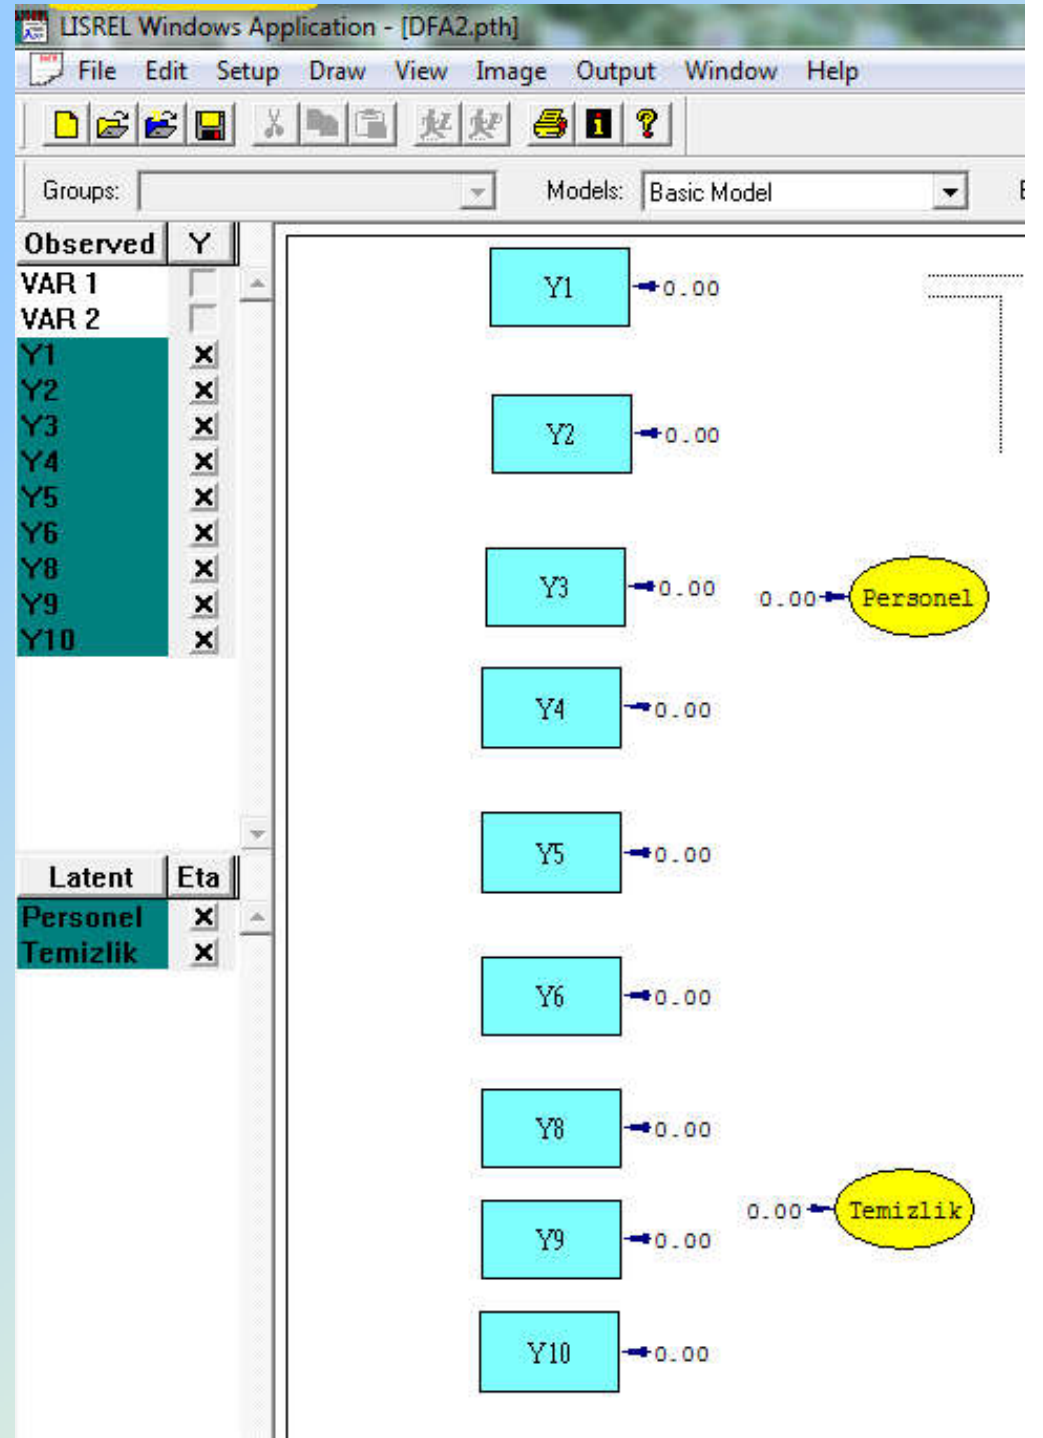 LISREL Windows Application - [DFA2.pth]
File Edit Setup Draw View Image Output Window Help
Groups: Models: Basic Model
Observed Y
VAR 1
VAR 2
Y1
Y2
Y3
Y4
Y5
Y6
Y8
Y9
Y10
Latent Eta
Personel
Temizlik
Y1 0.00
Y2 0.00
Y3 0.00 0.00 Personel
Y4 0.00
Y5 0.00
Y6 0.00
Y8 0.00
0.00 Temizlik
Y9 0.00
Y10 0.00